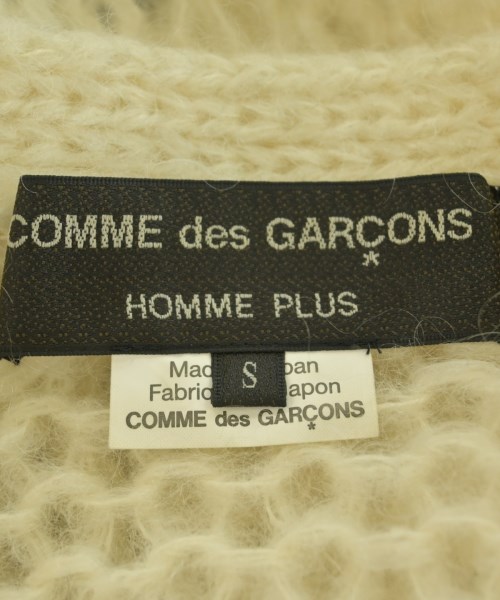 COMME des GARÇONS
*
HOMME PLUS
S
COMME des GARÇONS
*